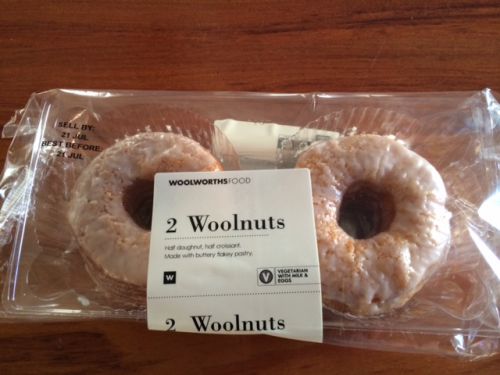 SELL BY:
21 JUL
BEST BEFORE:
21 JUL
WOOLWORTHSFOOD
2 Woolnuts
Half doughnut, half croissant.
Made with buttery flakey pastry.
W
V
VEGETARIAN
WITH MILK &
EGGS
2 Woolnuts